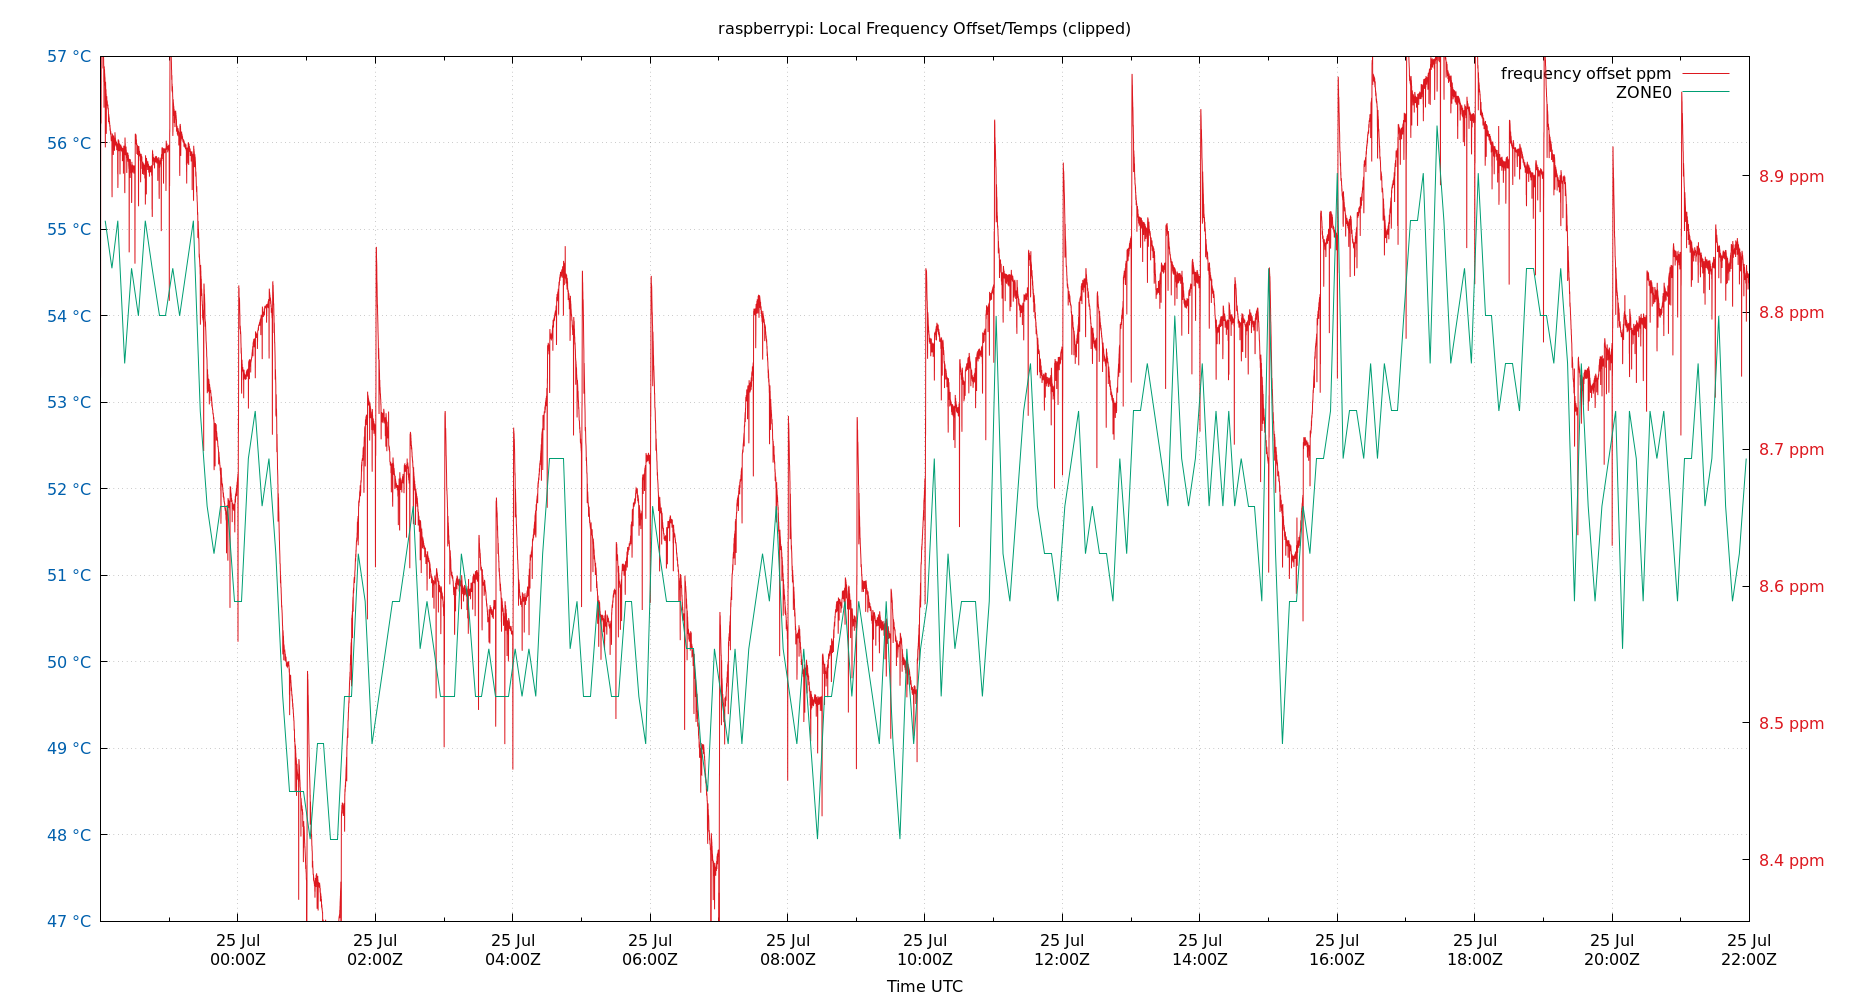 raspberrypi: Local Frequency Offset/Temps (clipped)
57 °C
56 °C
55 °C
54 °C
53 °C
52 °C
51 °C
50 °C
49 °C
48 °C
47 °C
frequency offset ppm
ZONE0
8.9 ppm
8.8 ppm
8.7 ppm
8.6 ppm
8.5 ppm
8.4 ppm
25 Jul
00:00Z
25 Jul
02:00Z
25 Jul
04:00Z
25 Jul
06:00Z
25 Jul
08:00Z
25 Jul
10:00Z
25 Jul
12:00Z
25 Jul
14:00Z
25 Jul
16:00Z
25 Jul
18:00Z
25 Jul
20:00Z
25 Jul
22:00Z
Time UTC